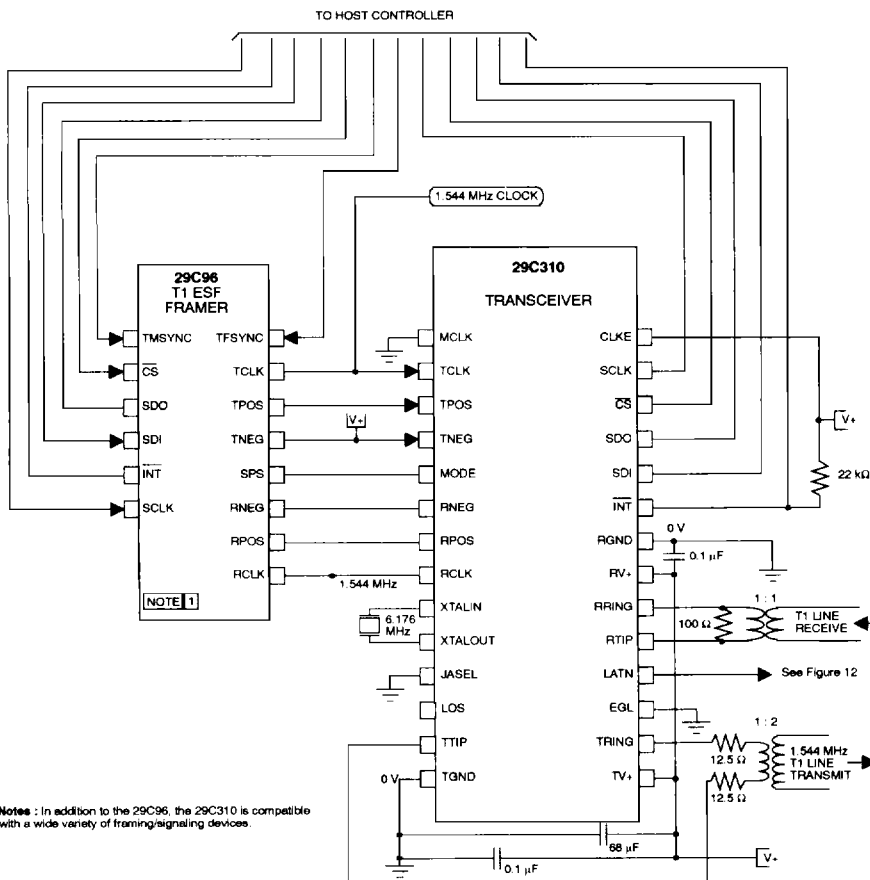 TO HOST CONTROLLER
1.544 MHz CLOCK
29C96
T1 ESF
FRAMER
TMSYNC
TFSYNC
CS
TCLK
SDO
TPOS
SDI
TNEG
INT
SPS
SCLK
RNEG
RPOS
RCLK
NOTE 1
V+
1.544 MHz
29C310
TRANSCEIVER
MCLK
CLKE
TCLK
SCLK
TPOS
CS
TNEG
SDO
MODE
SDI
RNEG
INT
RPOS
RGND
RCLK
RV+
XTALIN
RRING
XTALOUT
RTIP
JASEL
LATN
LOS
EGL
TTIP
TRING
TGND
TV+
6.176
MHz
V+
22 kΩ
0 V
0.1 µF
1 : 1
100 Ω
T1 LINE
RECEIVE
See Figure 12
1 : 2
12.5 Ω
1.544 MHz
T1 LINE
TRANSMIT
12.5 Ω
0 V
68 µF
0.1 µF
V+
Notes : In addition to the 29C96, the 29C310 is compatible
with a wide variety of framing/signaling devices.